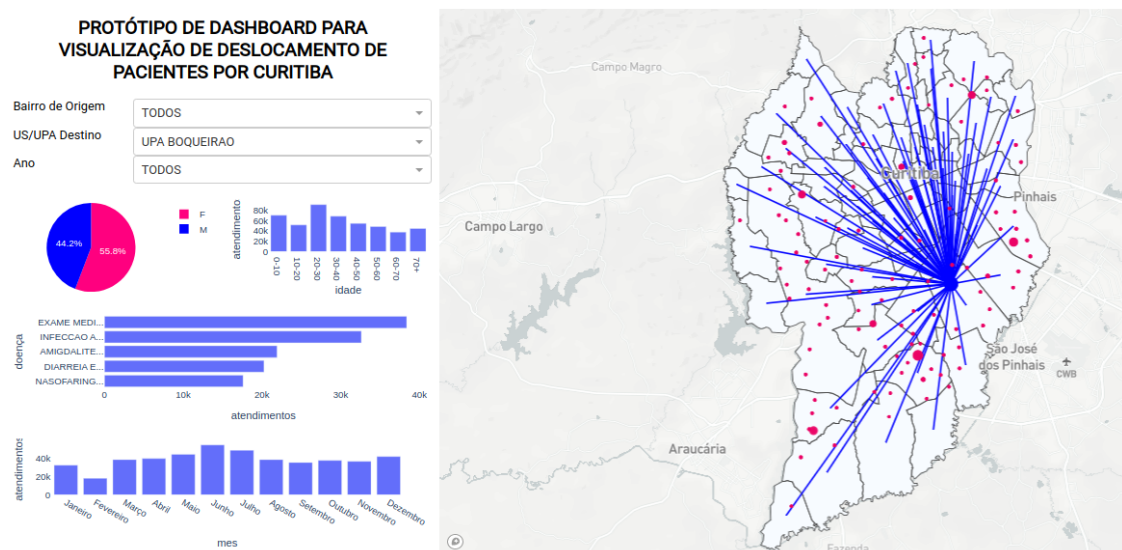 PROTÓTIPO DE DASHBOARD PARA
VISUALIZAÇÃO DE DESLOCAMENTO DE
PACIENTES POR CURITIBA
Bairro de Origem
TODOS
US/UPA Destino
UPA BOQUEIRAO
Ano
TODOS
44.2%
55.8%
F
M
atendimento
80k
60k
40k
20k
0
0-10
10-20
20-30
30-40
40-50
50-60
60-70
70+
idade
doença
EXAME MEDI...
INFECCAO A...
AMIGDALITE...
DIARREIA E...
NASOFARING...
0
10k
20k
30k
40k
atendimentos
atendimentos
40k
20k
0
Janeiro
Fevereiro
Março
Abril
Maio
Junho
Julho
Agosto
Setembro
Outubro
Novembro
Dezembro
mes
Campo Magro
Curitiba
Pinhais
Campo Largo
São José
dos Pinhais
CWB
Araucária
Fazenda